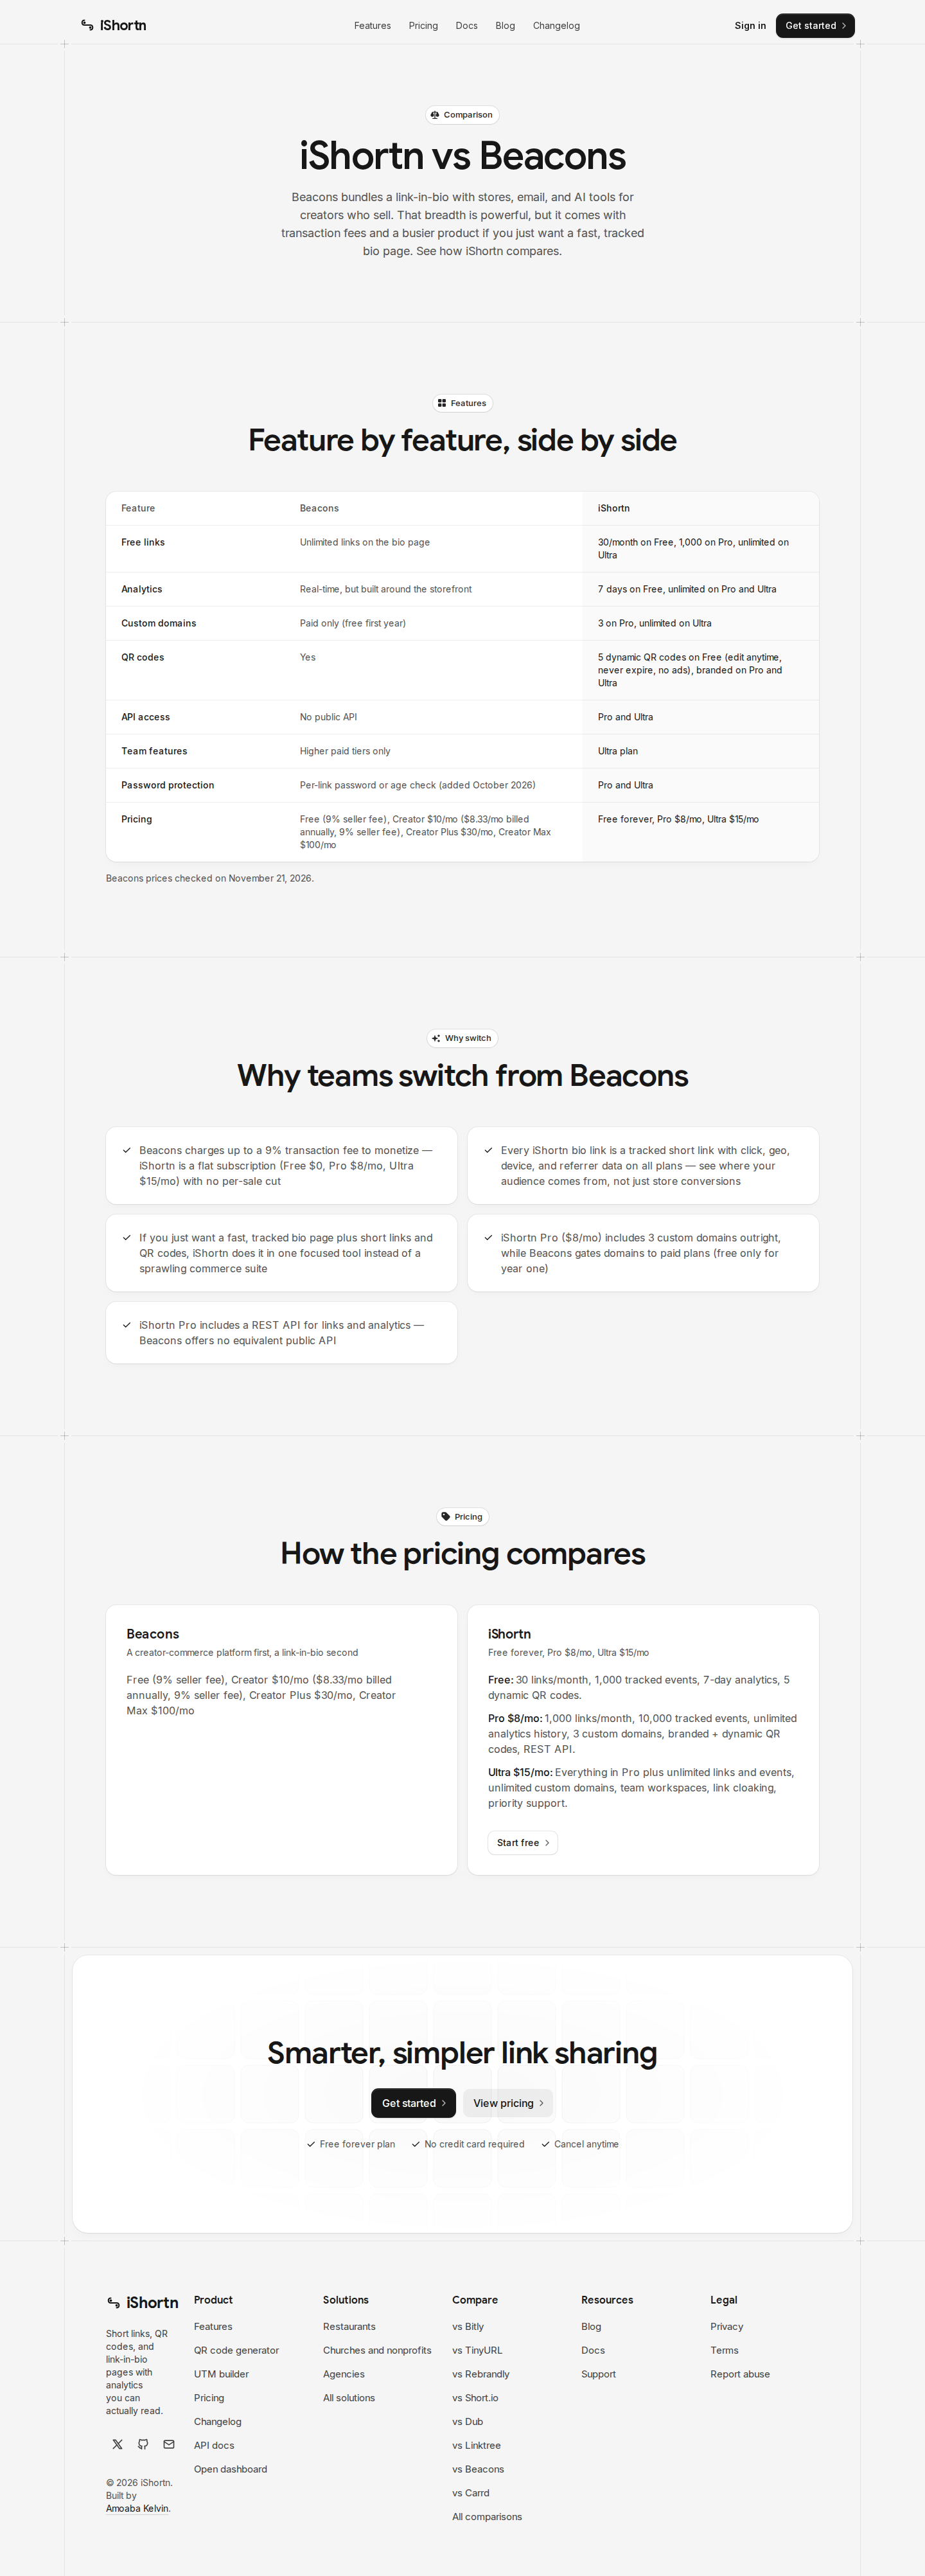 iShortn
Features
Pricing
Docs
Blog
Changelog
Sign in
Get started
Comparison
iShortn vs Beacons
Beacons bundles a link-in-bio with stores, email, and AI tools for
creators who sell. That breadth is powerful, but it comes with
transaction fees and a busier product if you just want a fast, tracked
bio page. See how iShortn compares.
Features
Feature by feature, side by side
Feature
Beacons
iShortn
Free links
Unlimited links on the bio page
30/month on Free, 1,000 on Pro, unlimited on
Ultra
Analytics
Real-time, but built around the storefront
7 days on Free, unlimited on Pro and Ultra
Custom domains
Paid only (free first year)
3 on Pro, unlimited on Ultra
QR codes
Yes
5 dynamic QR codes on Free (edit anytime,
never expire, no ads), branded on Pro and
Ultra
API access
No public API
Pro and Ultra
Team features
Higher paid tiers only
Ultra plan
Password protection
Per-link password or age check (added October 2026)
Pro and Ultra
Pricing
Free (9% seller fee), Creator $10/mo ($8.33/mo billed
annually, 9% seller fee), Creator Plus $30/mo, Creator Max
$100/mo
Free forever, Pro $8/mo, Ultra $15/mo
Beacons prices checked on November 21, 2026.
Why switch
Why teams switch from Beacons
Beacons charges up to a 9% transaction fee to monetize —
iShortn is a flat subscription (Free $0, Pro $8/mo, Ultra
$15/mo) with no per-sale cut
Every iShortn bio link is a tracked short link with click, geo,
device, and referrer data on all plans — see where your
audience comes from, not just store conversions
If you just want a fast, tracked bio page plus short links and
QR codes, iShortn does it in one focused tool instead of a
sprawling commerce suite
iShortn Pro ($8/mo) includes 3 custom domains outright,
while Beacons gates domains to paid plans (free only for
year one)
iShortn Pro includes a REST API for links and analytics —
Beacons offers no equivalent public API
Pricing
How the pricing compares
Beacons
A creator-commerce platform first, a link-in-bio second
Free (9% seller fee), Creator $10/mo ($8.33/mo billed
annually, 9% seller fee), Creator Plus $30/mo, Creator
Max $100/mo
iShortn
Free forever, Pro $8/mo, Ultra $15/mo
Free: 30 links/month, 1,000 tracked events, 7-day analytics, 5
dynamic QR codes.
Pro $8/mo: 1,000 links/month, 10,000 tracked events, unlimited
analytics history, 3 custom domains, branded + dynamic QR
codes, REST API.
Ultra $15/mo: Everything in Pro plus unlimited links and events,
unlimited custom domains, team workspaces, link cloaking,
priority support.
Start free
Smarter, simpler link sharing
Get started
View pricing
Free forever plan
No credit card required
Cancel anytime
iShortn
Short links, QR
codes, and
link-in-bio
pages with
analytics
you can
actually read.
© 2026 iShortn.
Built by
Amoaba Kelvin.
Product
Features
QR code generator
UTM builder
Pricing
Changelog
API docs
Open dashboard
Solutions
Restaurants
Churches and nonprofits
Agencies
All solutions
Compare
vs Bitly
vs TinyURL
vs Rebrandly
vs Short.io
vs Dub
vs Linktree
vs Beacons
vs Carrd
All comparisons
Resources
Blog
Docs
Support
Legal
Privacy
Terms
Report abuse